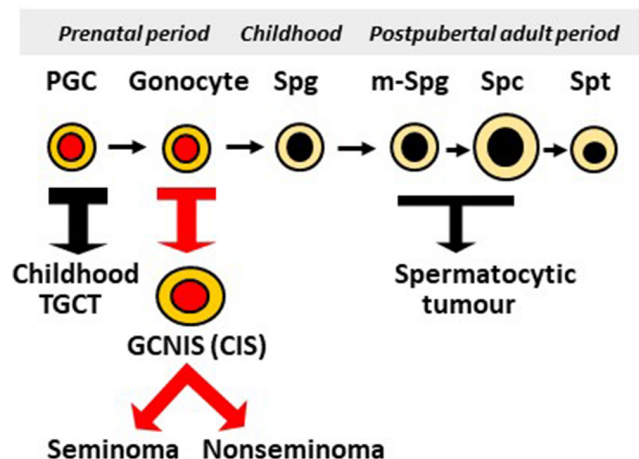 Prenatal period Childhood Postpubertal adult period
PGC Gonocyte Spg m-Spg Spc Spt
Childhood
TGCT
Spermatocytic
tumour
GCNIS (CIS)
Seminoma Nonseminoma